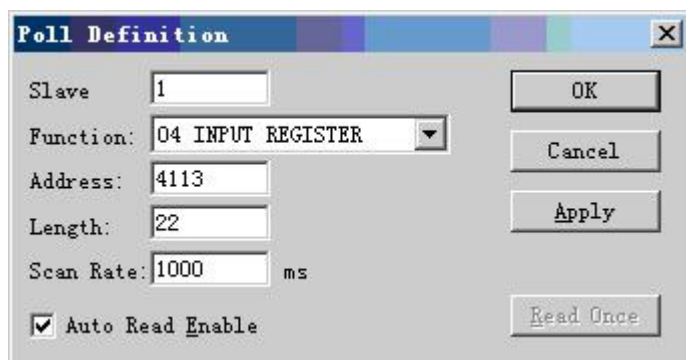 Poll Definition
Slave 1
Function: 04 INPUT REGISTER
Address: 4113
Length: 22
Scan Rate: 1000 ms
Auto Read Enable
OK
Cancel
Apply
Read Once